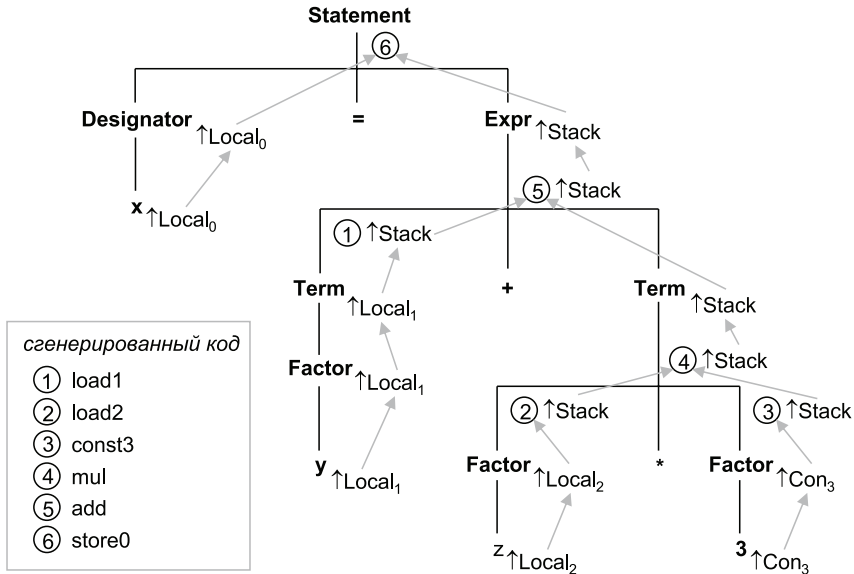 Statement
6
Designator ↑Local₀ = Expr ↑Stack
x ↑Local₀ 5 ↑Stack
1 ↑Stack
Term ↑Local₁ + Term ↑Stack
4 ↑Stack
Factor ↑Local₁
2 ↑Stack 3 ↑Stack
y ↑Local₁ Factor ↑Local₂ * Factor ↑Con₃
z ↑Local₂ 3 ↑Con₃
сгенерированный код
1 load1
2 load2
3 const3
4 mul
5 add
6 store0